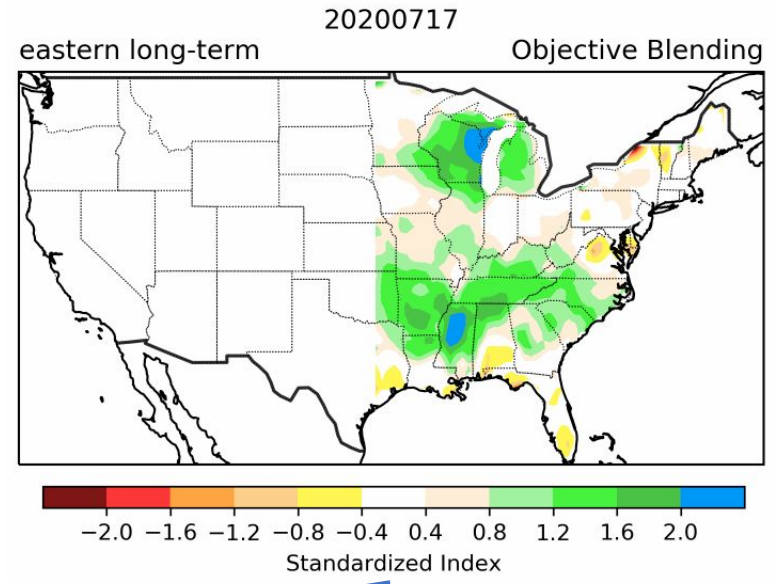 20200717
eastern long-term Objective Blending
−2.0 −1.6 −1.2 −0.8 −0.4 0.4 0.8 1.2 1.6 2.0
Standardized Index